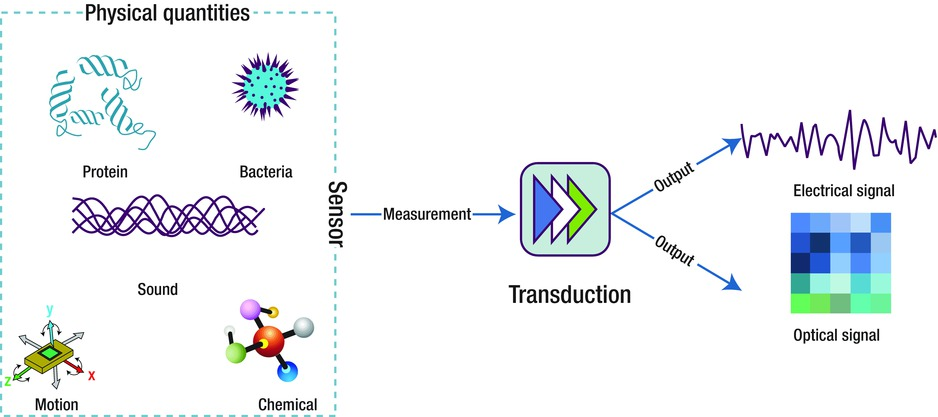 Physical quantities
Protein
Bacteria
Sound
y
x
z
Motion
Chemical
Sensor
Measurement
Transduction
Output
Output
Electrical signal
Optical signal